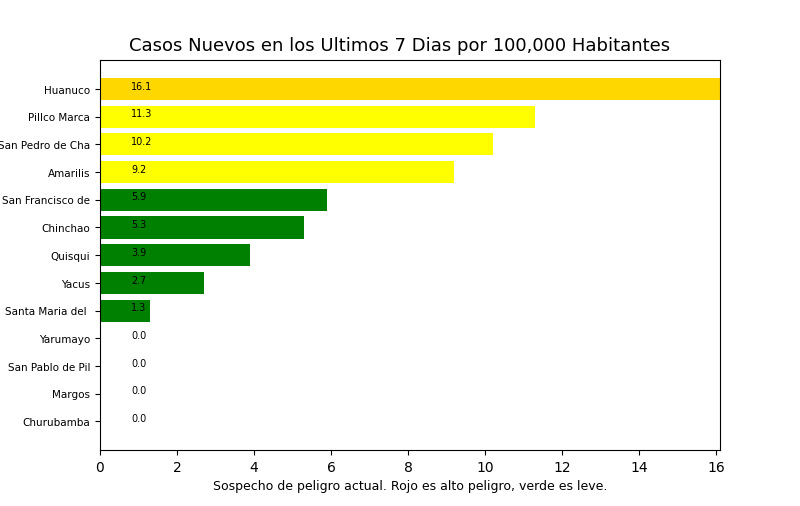 Casos Nuevos en los Ultimos 7 Dias por 100,000 Habitantes
Huanuco 16.1
Pillco Marca 11.3
San Pedro de Cha 10.2
Amarilis 9.2
San Francisco de 5.9
Chinchao 5.3
Quisqui 3.9
Yacus 2.7
Santa Maria del 1.3
Yarumayo 0.0
San Pablo de Pil 0.0
Margos 0.0
Churubamba 0.0
0 2 4 6 8 10 12 14 16
Sospecho de peligro actual. Rojo es alto peligro, verde es leve.